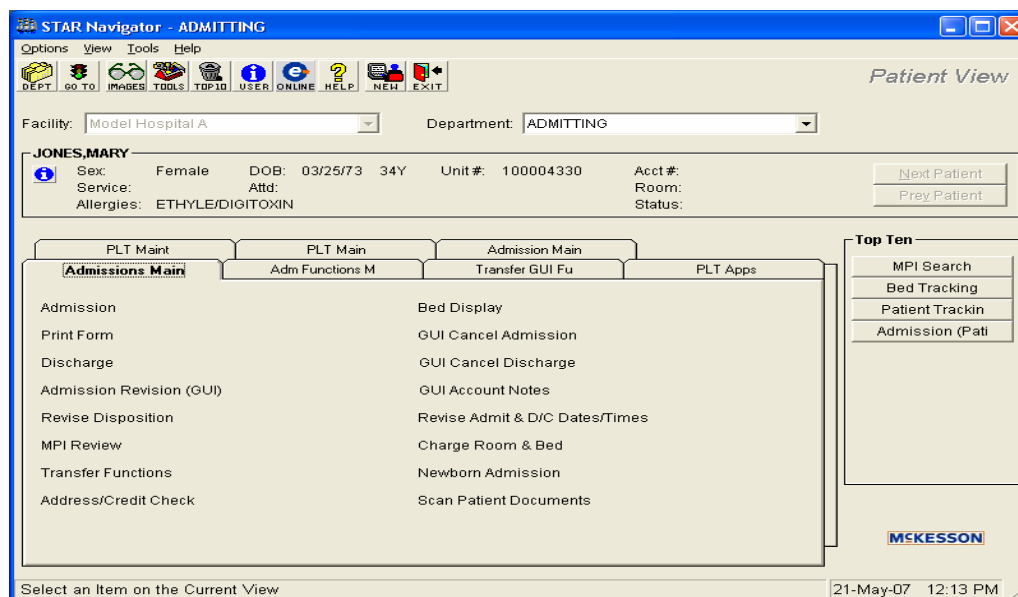 STAR Navigator - ADMITTING
Options View Tools Help
DEPT GO TO IMAGES TOOLS TOP10 USER ONLINE HELP NEW EXIT
Patient View
Facility: Model Hospital A Department: ADMITTING
JONES,MARY
Sex: Female DOB: 03/25/73 34Y Unit #: 100004330 Acct #:
Service: Attd: Room:
Allergies: ETHYLE/DIGITOXIN Status:
Next Patient
Prev Patient
PLT Maint PLT Main Admission Main
Admissions Main Adm Functions M Transfer GUI Fu PLT Apps
Admission Bed Display
Print Form GUI Cancel Admission
Discharge GUI Cancel Discharge
Admission Revision (GUI) GUI Account Notes
Revise Disposition Revise Admit & D/C Dates/Times
MPI Review Charge Room & Bed
Transfer Functions Newborn Admission
Address/Credit Check Scan Patient Documents
Top Ten
MPI Search
Bed Tracking
Patient Trackin
Admission (Pati
MCKESSON
Select an Item on the Current View 21-May-07 12:13 PM